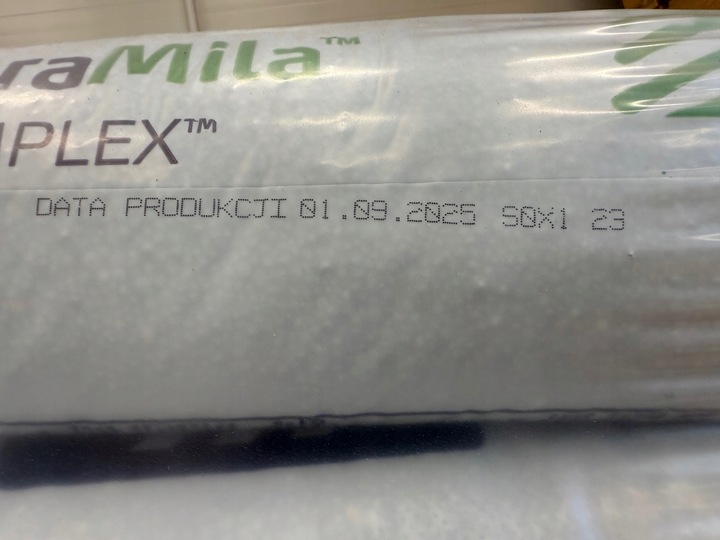 raMila™
PLEX™
DATA PRODUKCJI 01.09.2025 S0X1 23